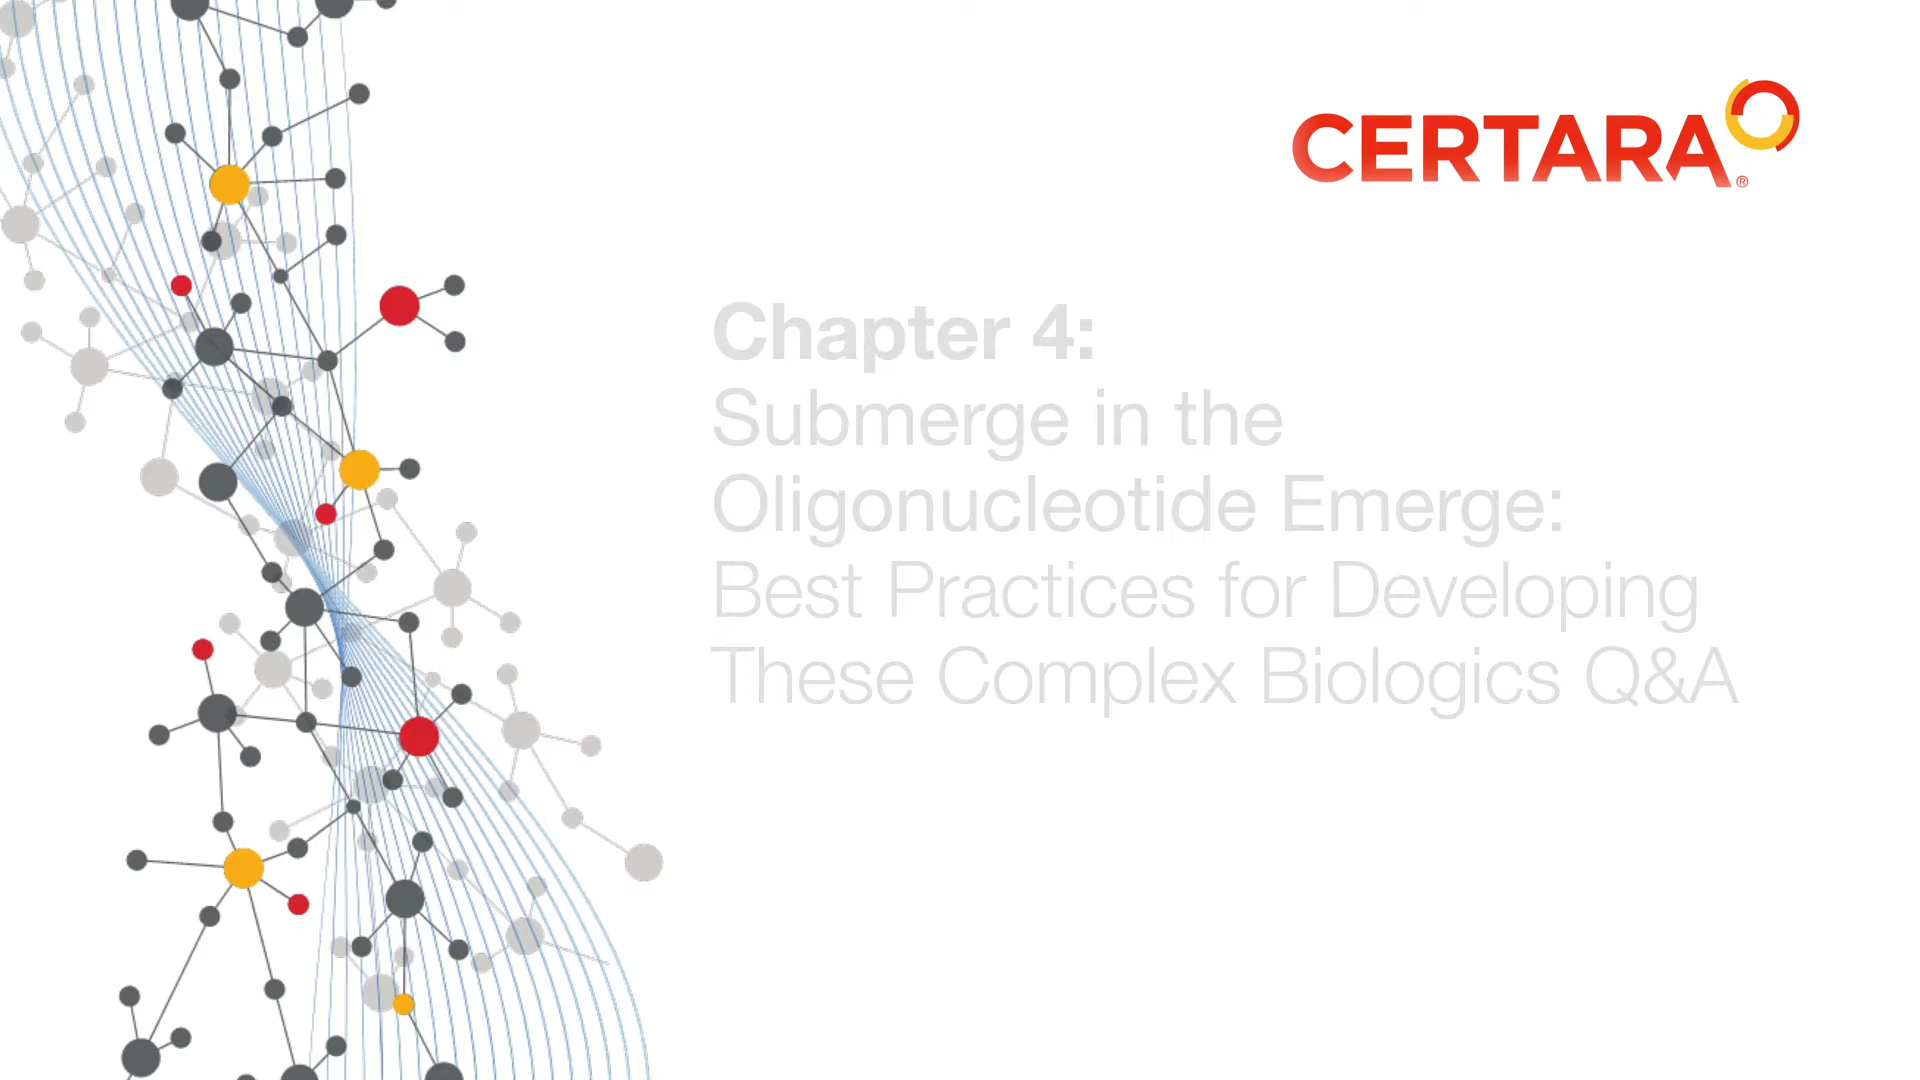 CERTARA®
Chapter 4:
Submerge in the
Oligonucleotide Emerge:
Best Practices for Developing
These Complex Biologics Q&A